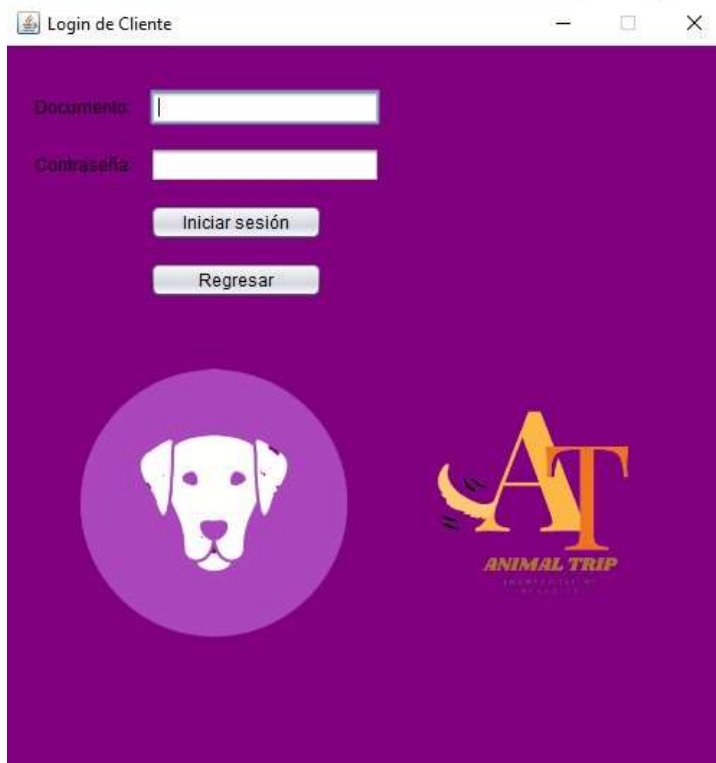 Login de Cliente
Documento:
Contraseña:
Iniciar sesión
Regresar
AT
ANIMAL TRIP